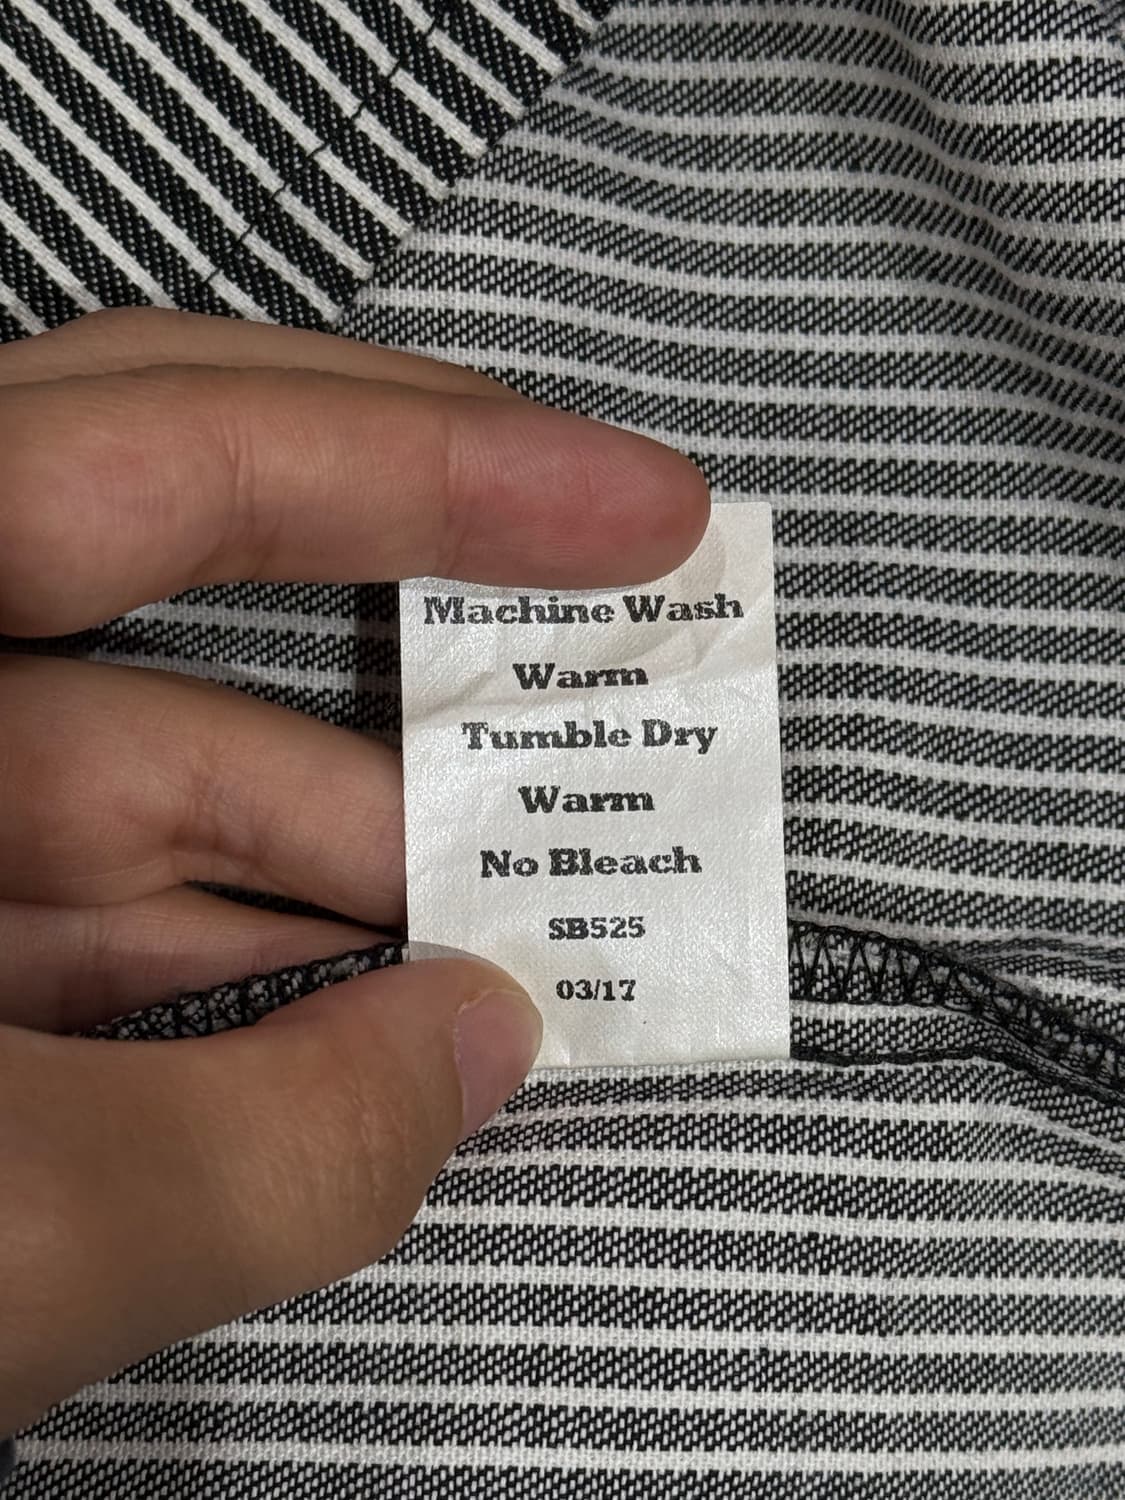 Machine Wash
Warm
Tumble Dry
Warm
No Bleach
SB525
03/17